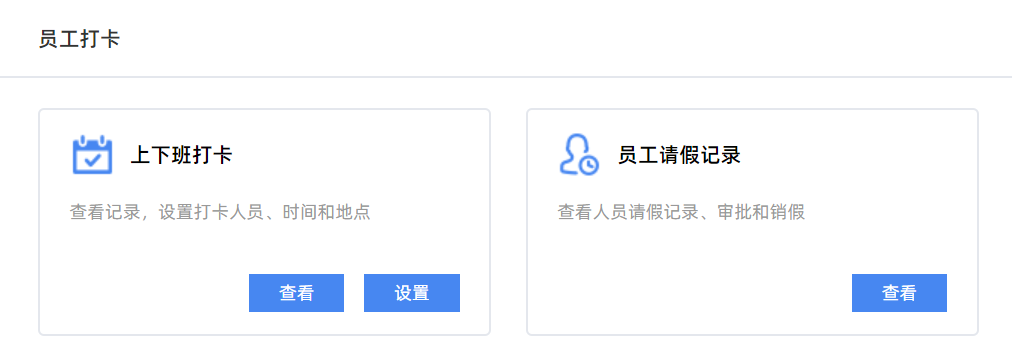 员工打卡
上下班打卡
查看记录，设置打卡人员、时间和地点
查看
设置
员工请假记录
查看人员请假记录、审批和销假
查看